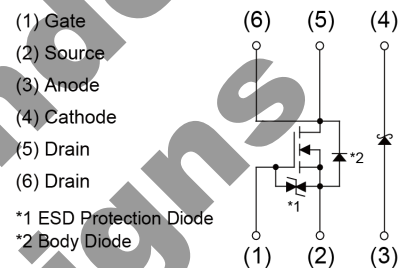 (1) Gate
(2) Source
(3) Anode
(4) Cathode
(5) Drain
(6) Drain
*1 ESD Protection Diode
*2 Body Diode
(6) (5) (4)
*2
*1
(1) (2) (3)